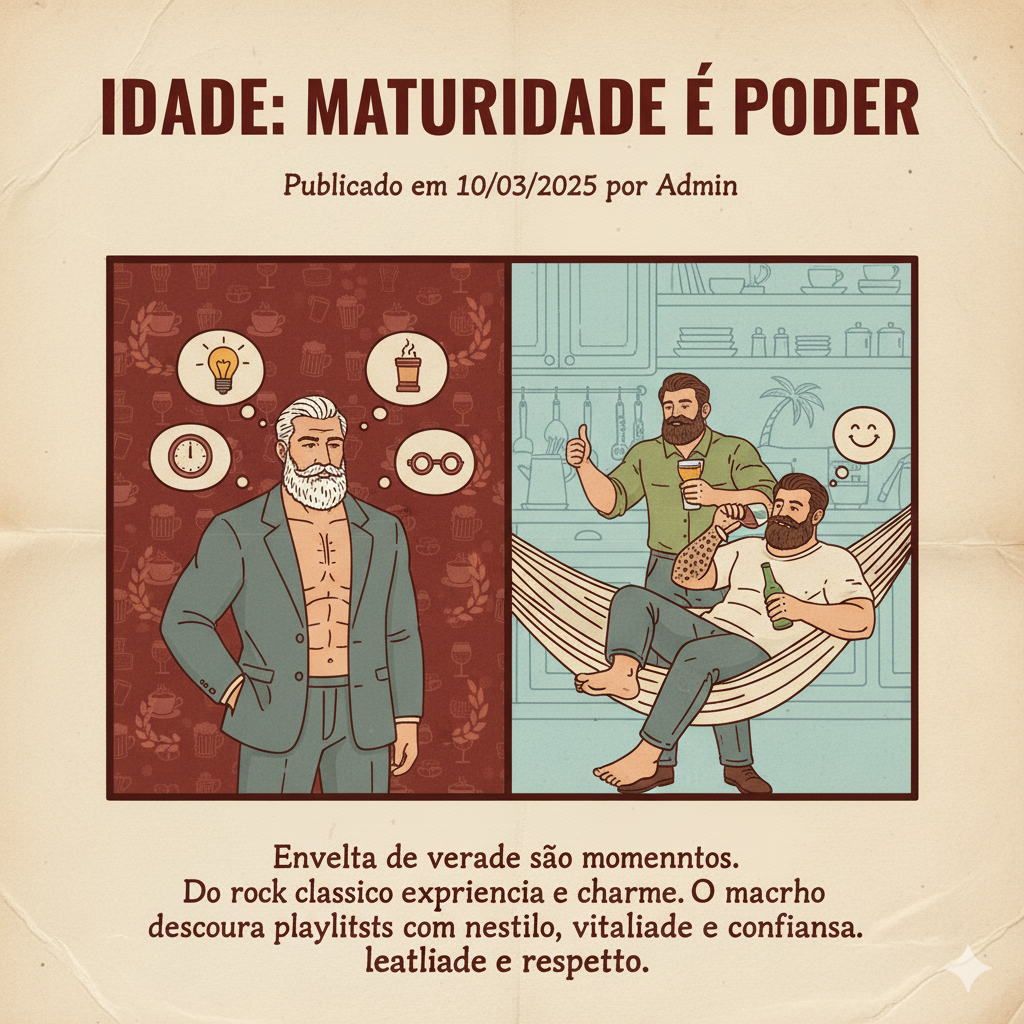 IDADE: MATURIDADE É PODER
Publicado em 10/03/2025 por Admin
Envelta de verade são momenntos.
Do rock classico expriencia e charme. O macrho
descoura playlitsts com nestilo, vitaliade e confiansa.
leatliade e respetto.